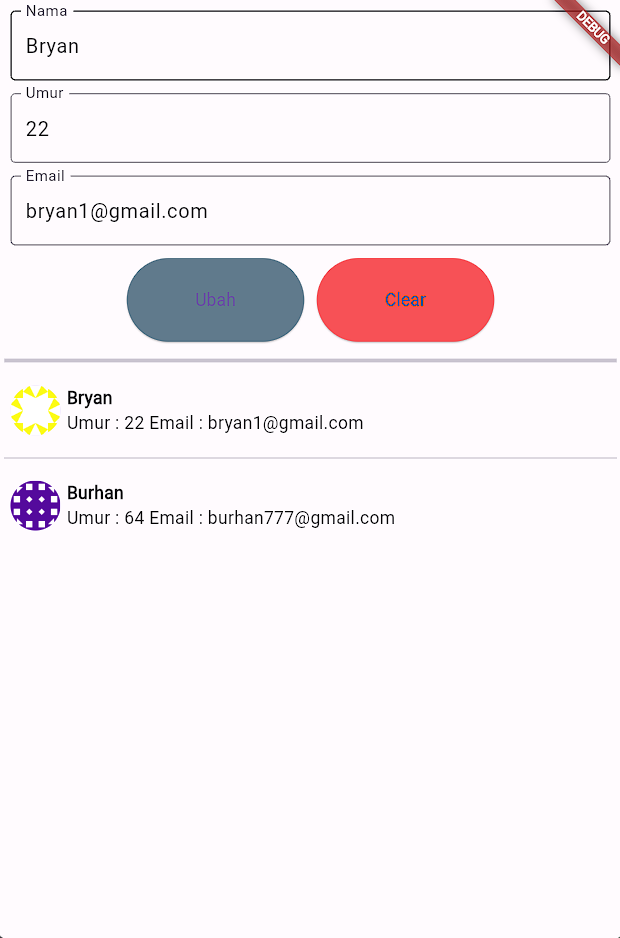 Nama
DEBUG
Bryan
Umur
22
Email
bryan1@gmail.com
Ubah
Clear
Bryan
Umur : 22 Email : bryan1@gmail.com
Burhan
Umur : 64 Email : burhan777@gmail.com